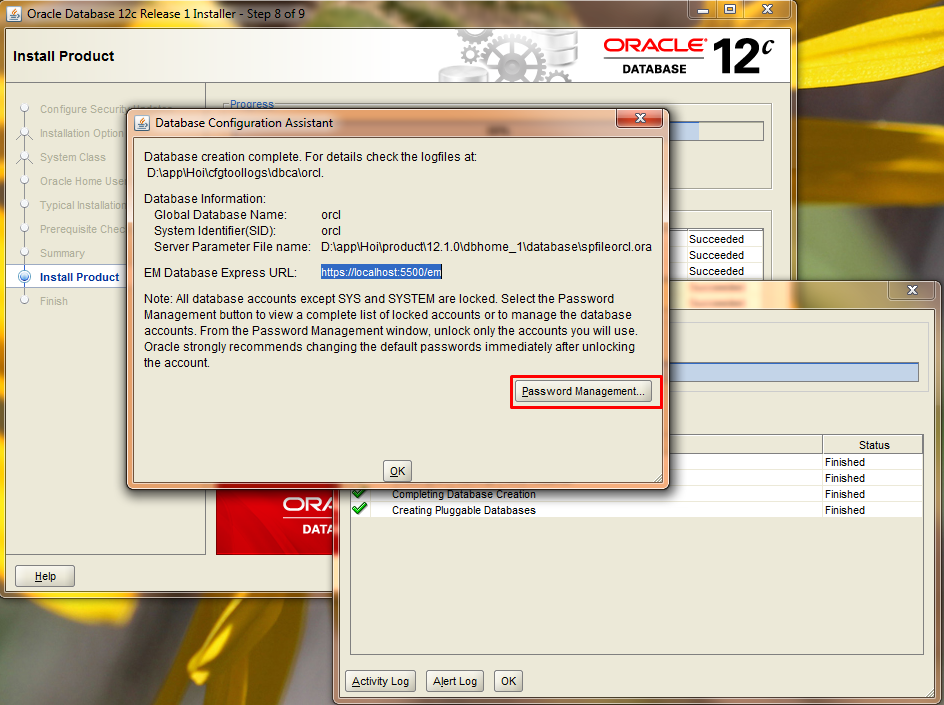 Oracle Database 12c Release 1 Installer - Step 8 of 9
Install Product
ORACLE
DATABASE
12c
Progress
Configure Security Updates
Installation Option
System Class
Oracle Home User
Typical Installation
Prerequisite Chec
Summary
Install Product
Finish
Succeeded
Succeeded
Succeeded
Succeeded
Succeeded
Database Configuration Assistant
Database creation complete. For details check the logfiles at:
D:\app\Hoi\cfgtoollogs\dbca\orcl.
Database Information:
Global Database Name: orcl
System Identifier(SID): orcl
Server Parameter File name: D:\app\Hoi\product\12.1.0\dbhome_1\database\spfileorcl.ora
EM Database Express URL: https://localhost:5500/em
Note: All database accounts except SYS and SYSTEM are locked. Select the Password
Management button to view a complete list of locked accounts or to manage the database
accounts. From the Password Management window, unlock only the accounts you will use.
Oracle strongly recommends changing the default passwords immediately after unlocking
the account.
Password Management...
OK
Status
Finished
Finished
Completing Database Creation Finished
Creating Pluggable Databases Finished
ORA
DATA
Help
Activity Log
Alert Log
OK